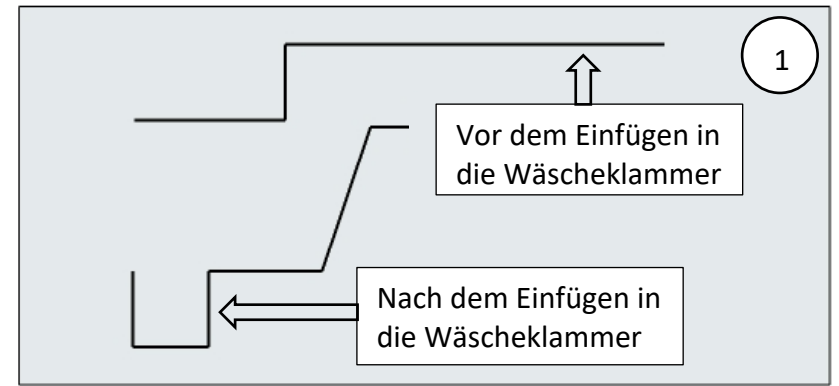 1
Vor dem Einfügen in
die Wäscheklammer
Nach dem Einfügen in
die Wäscheklammer